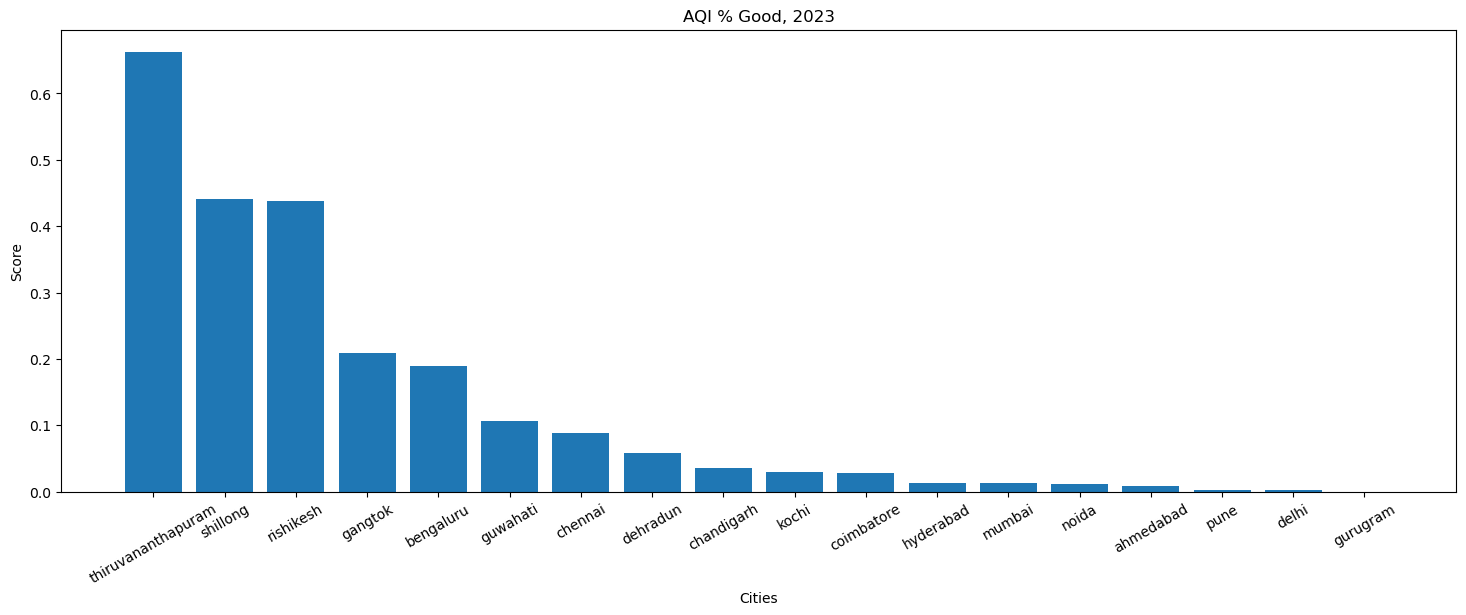 AQI % Good, 2023
Score
0.6
0.5
0.4
0.3
0.2
0.1
0.0
thiruvananthapuram
shillong
rishikesh
gangtok
bengaluru
guwahati
chennai
dehradun
chandigarh
kochi
coimbatore
hyderabad
mumbai
noida
ahmedabad
pune
delhi
gurugram
Cities